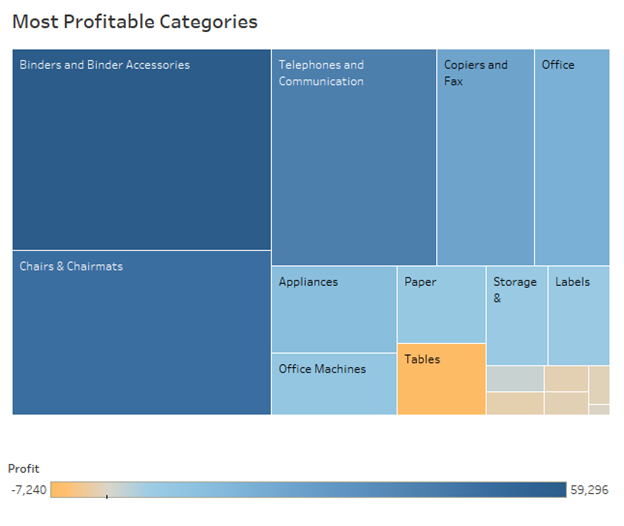 Most Profitable Categories
Binders and Binder Accessories
Telephones and
Communication
Copiers and
Fax
Office
Chairs & Chairmats
Appliances
Paper
Storage
&
Labels
Tables
Office Machines
Profit
-7,240
59,296